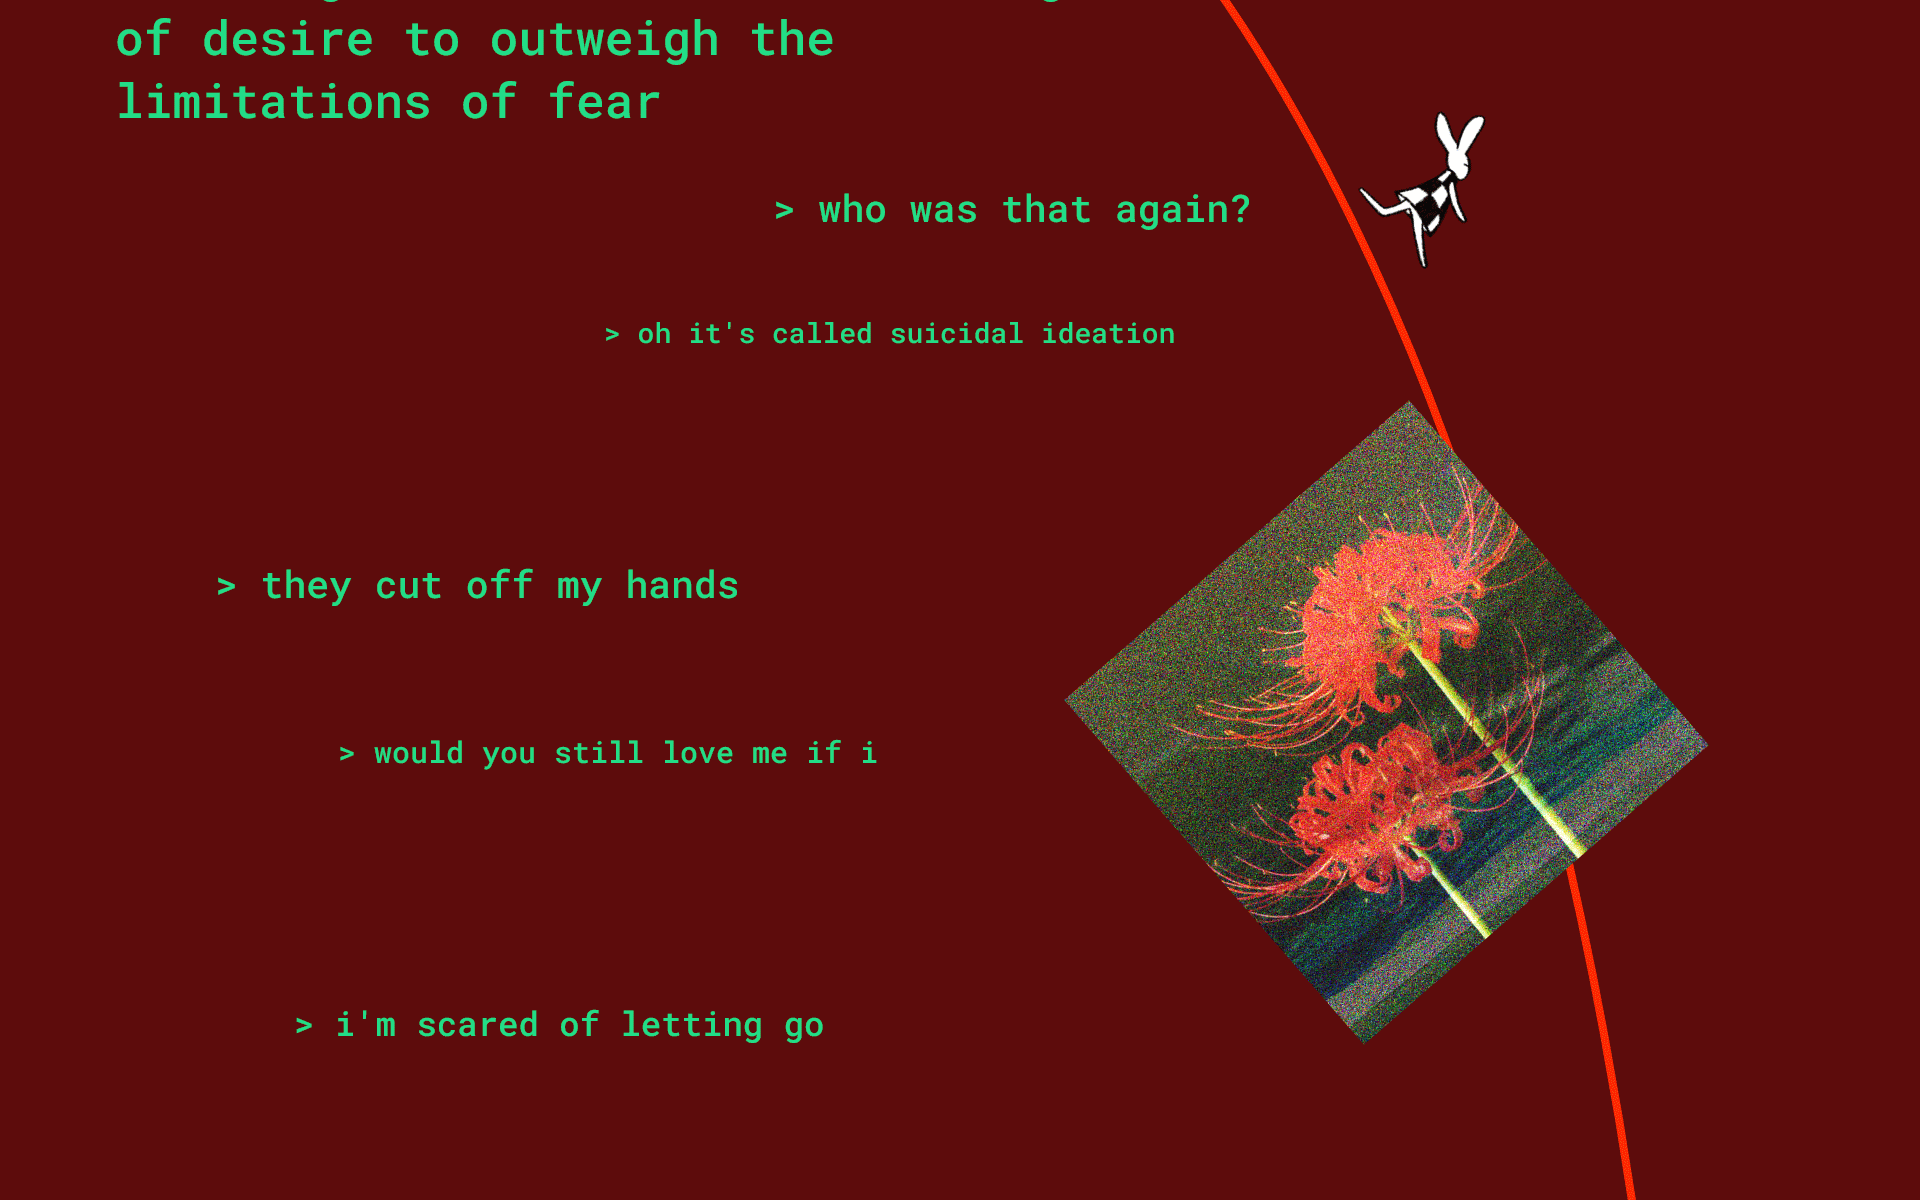 of desire to outweigh the
limitations of fear
> who was that again?
> oh it's called suicidal ideation
> they cut off my hands
> would you still love me if i
> i'm scared of letting go